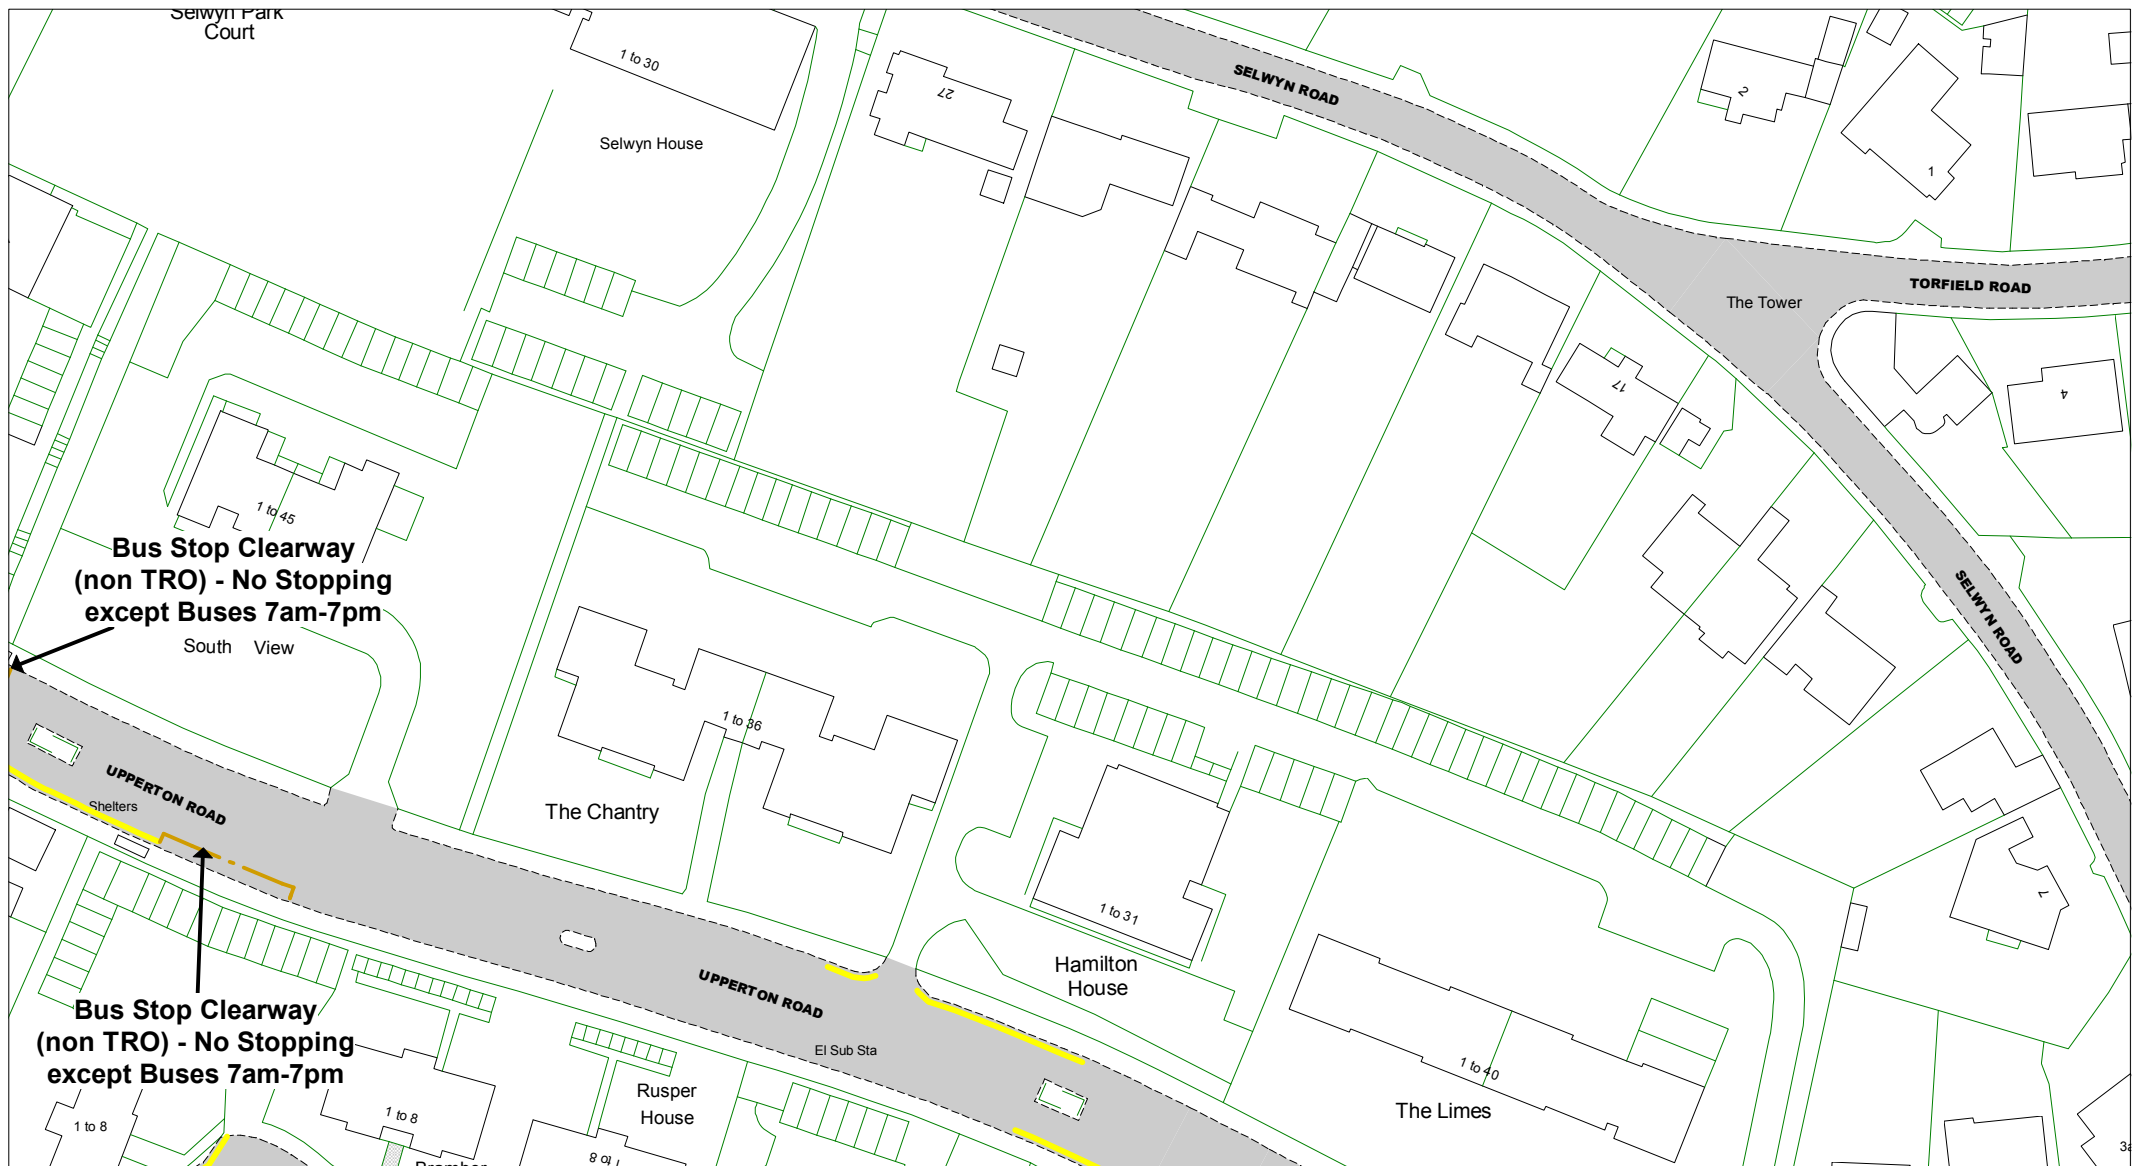 Selwyn Park
Court
1 to 30
Selwyn House
27
SELWYN ROAD
2
1
TORFIELD ROAD
The Tower
17
4
1 to 45
Bus Stop Clearway
(non TRO) - No Stopping
except Buses 7am-7pm
South View
SELWYN ROAD
1 to 36
The Chantry
UPPERTON ROAD
Shelters
7
1 to 31
Hamilton
House
UPPERTON ROAD
El Sub Sta
Bus Stop Clearway
(non TRO) - No Stopping
except Buses 7am-7pm
1 to 40
The Limes
Rusper
House
1 to 8
1 to 8